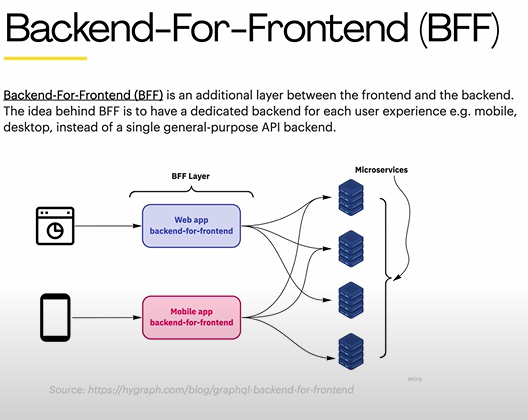 Backend-For-Frontend (BFF)
Backend-For-Frontend (BFF) is an additional layer between the frontend and the backend.
The idea behind BFF is to have a dedicated backend for each user experience e.g. mobile,
desktop, instead of a single general-purpose API backend.
BFF Layer
Microservices
Web app
backend-for-frontend
Mobile app
backend-for-frontend
miro
Source: https://hygraph.com/blog/graphql-backend-for-frontend